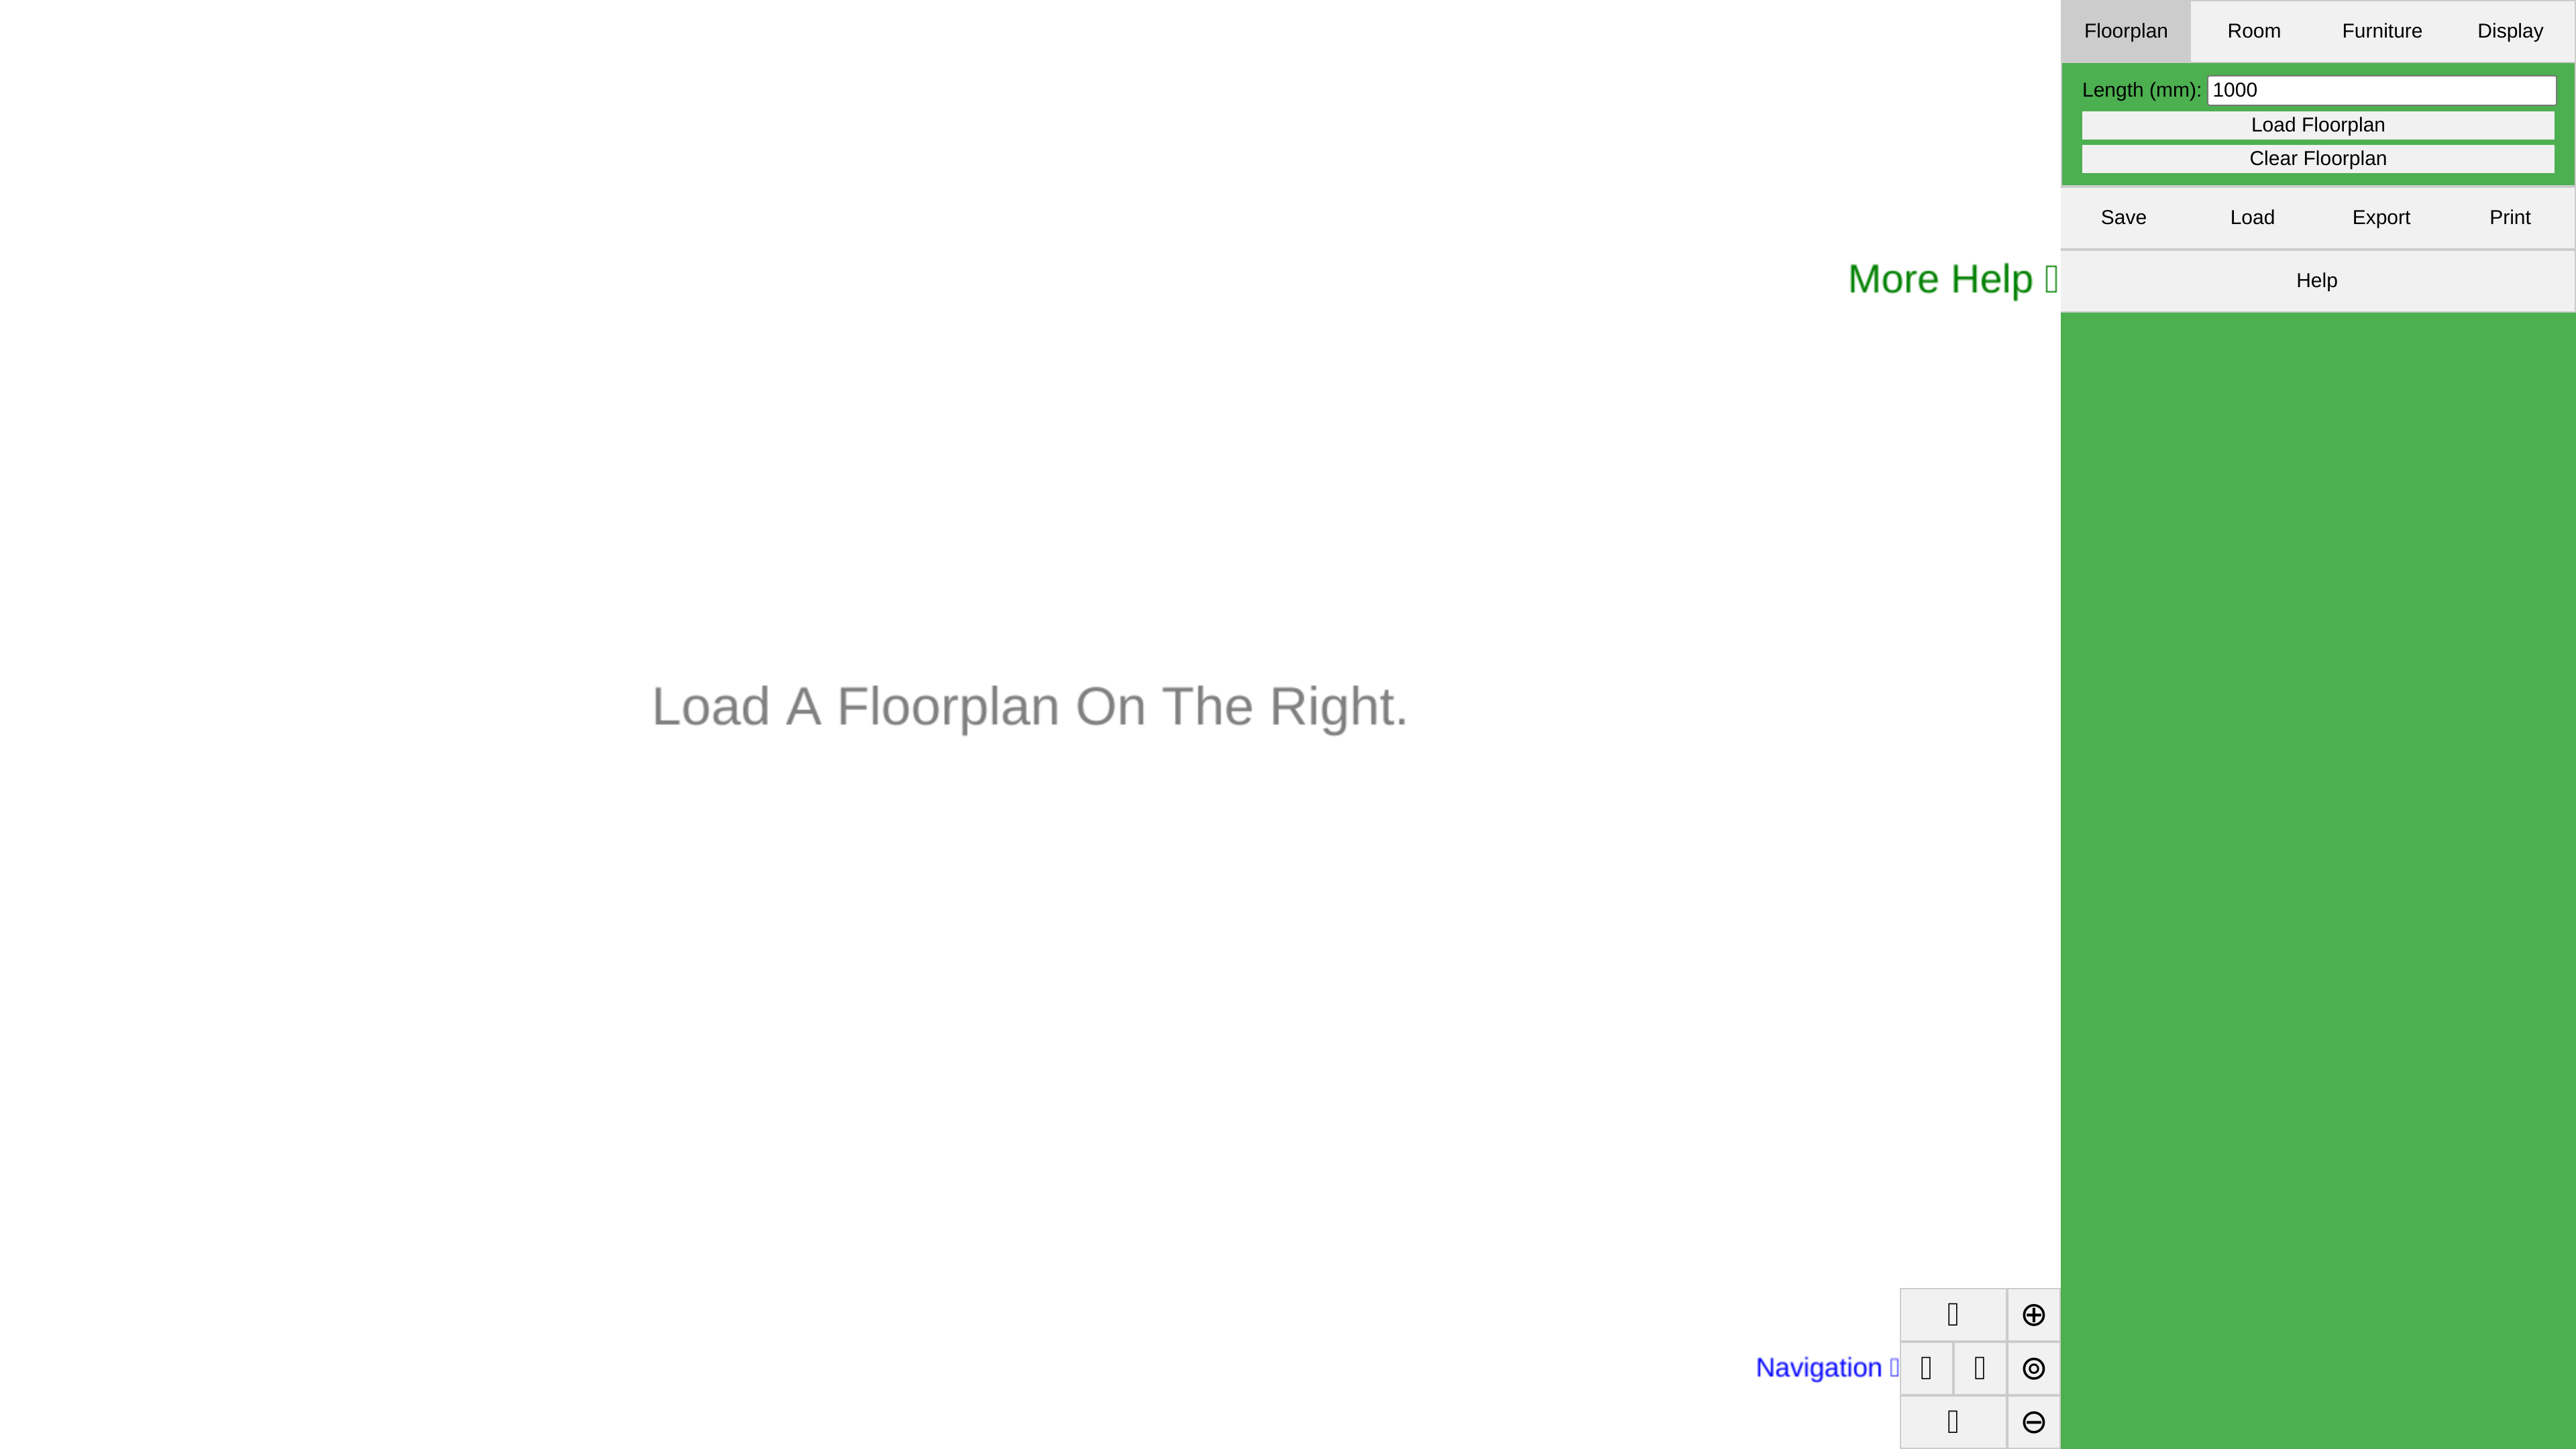 Floorplan Room Furniture Display
Length (mm): 1000
Load Floorplan
Clear Floorplan
Save Load Export Print
More Help
Help
Load A Floorplan On The Right.
⊕
Navigation ⊚
⊖